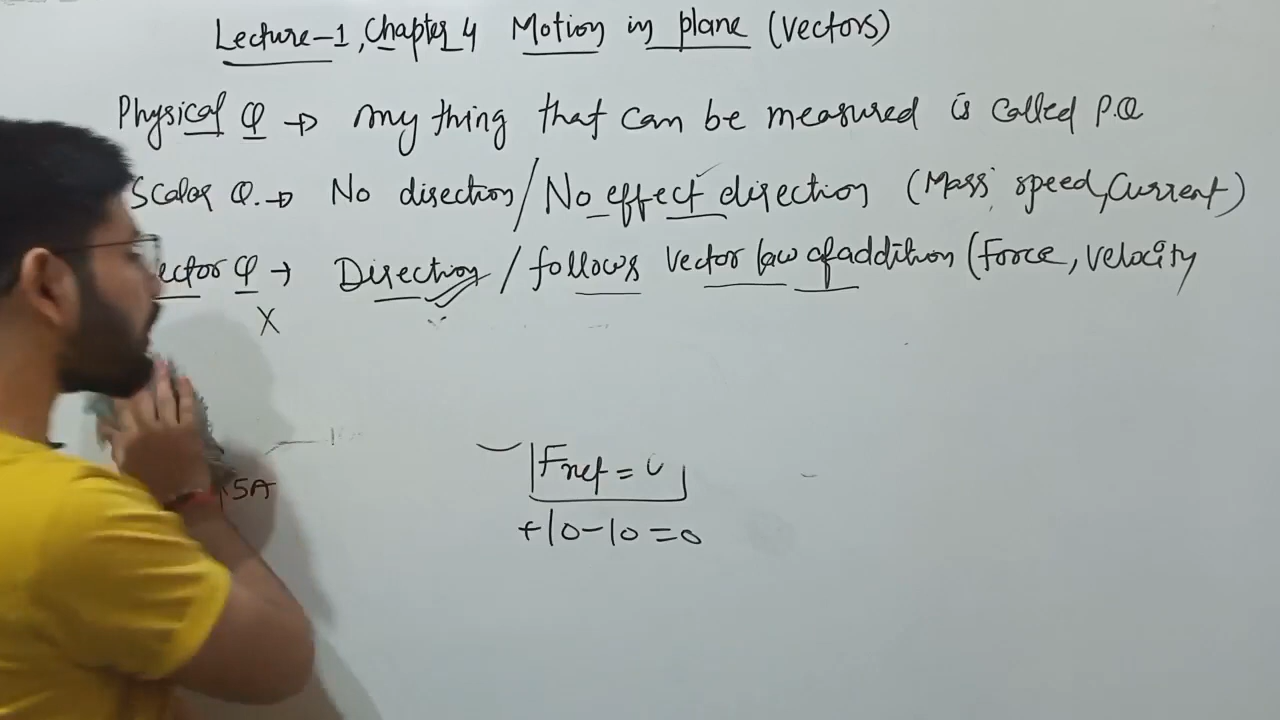 Lecture-1, Chapter 4 Motion in plane (vectors)
Physical Q → Any thing that can be measured is called P.Q
Scalar Q. → No direction / No effect direction (Mass, speed, Current)
ector Q → Direction / follows vector law of addition (Force, velocity
X
Fnet = 0
5A
+10-10=0